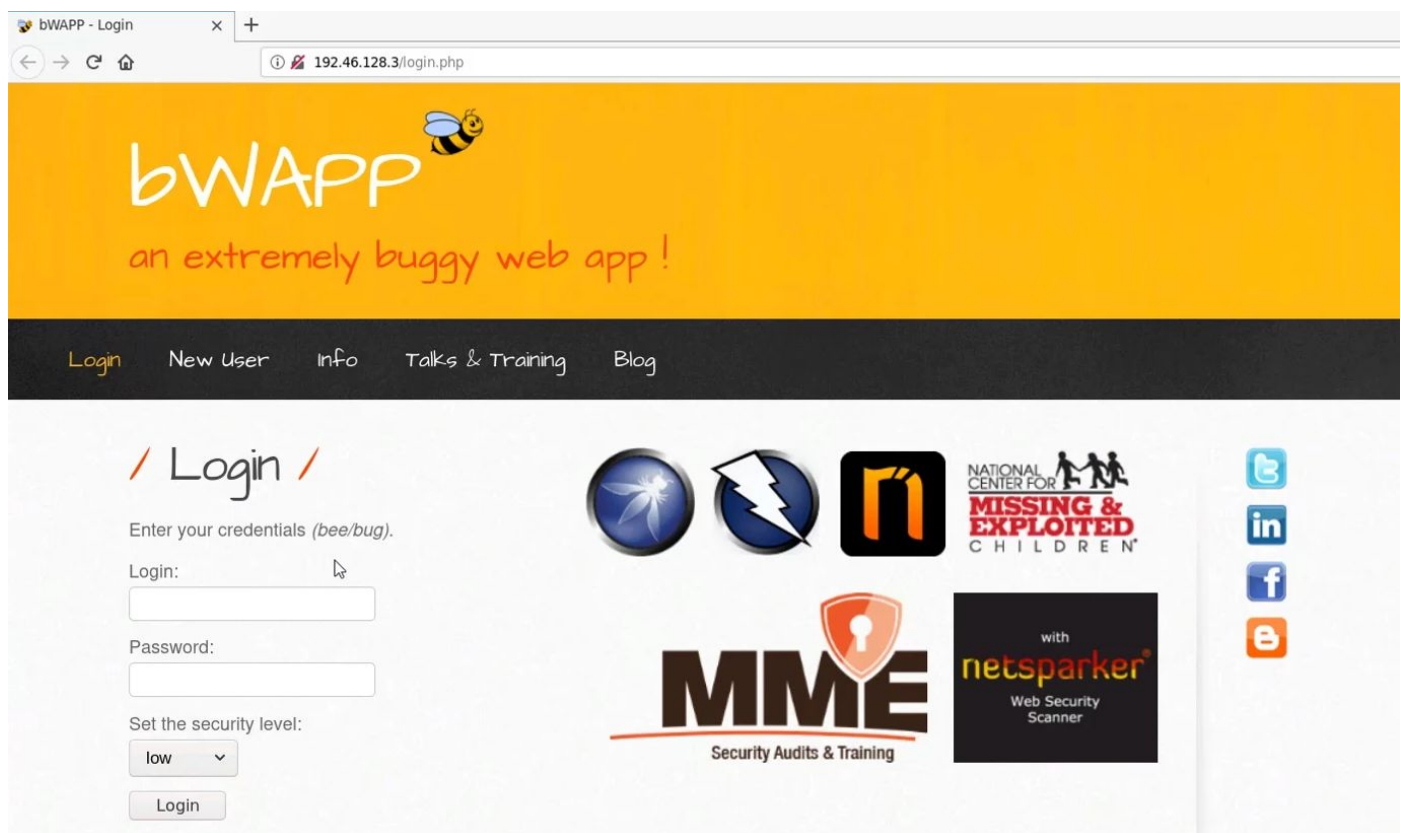 bWAPP - Login
192.46.128.3/login.php
bWAPP
an extremely buggy web app !
Login New User Info Talks & Training Blog
/ Login /
Enter your credentials (bee/bug).
Login:
Password:
Set the security level:
low
Login
NATIONAL
CENTER FOR
MISSING &
EXPLOITED
CHILDREN®
MME
Security Audits & Training
with
netsparker®
Web Security
Scanner
in
f